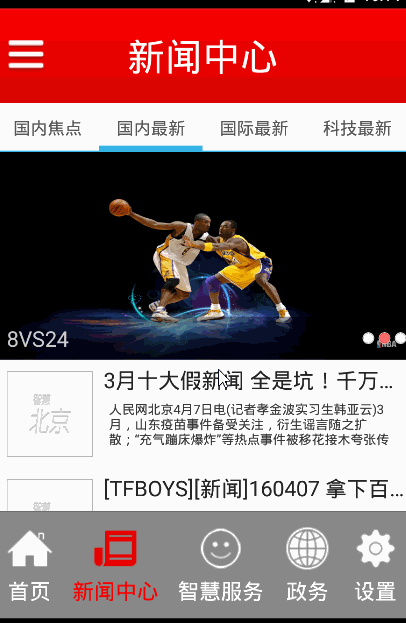 新闻中心
国内焦点 国内最新 国际最新 科技最新
8VS24
智慧
北京
3月十大假新闻 全是坑！千万...
人民网北京4月7日电(记者孝金波实习生韩亚云)3
月，山东疫苗事件备受关注，衍生谣言随之扩
散；“充气蹦床爆炸”等热点事件被移花接木夸张传
智慧
[TFBOYS][新闻]160407 拿下百...
首页 新闻中心 智慧服务 政务 设置